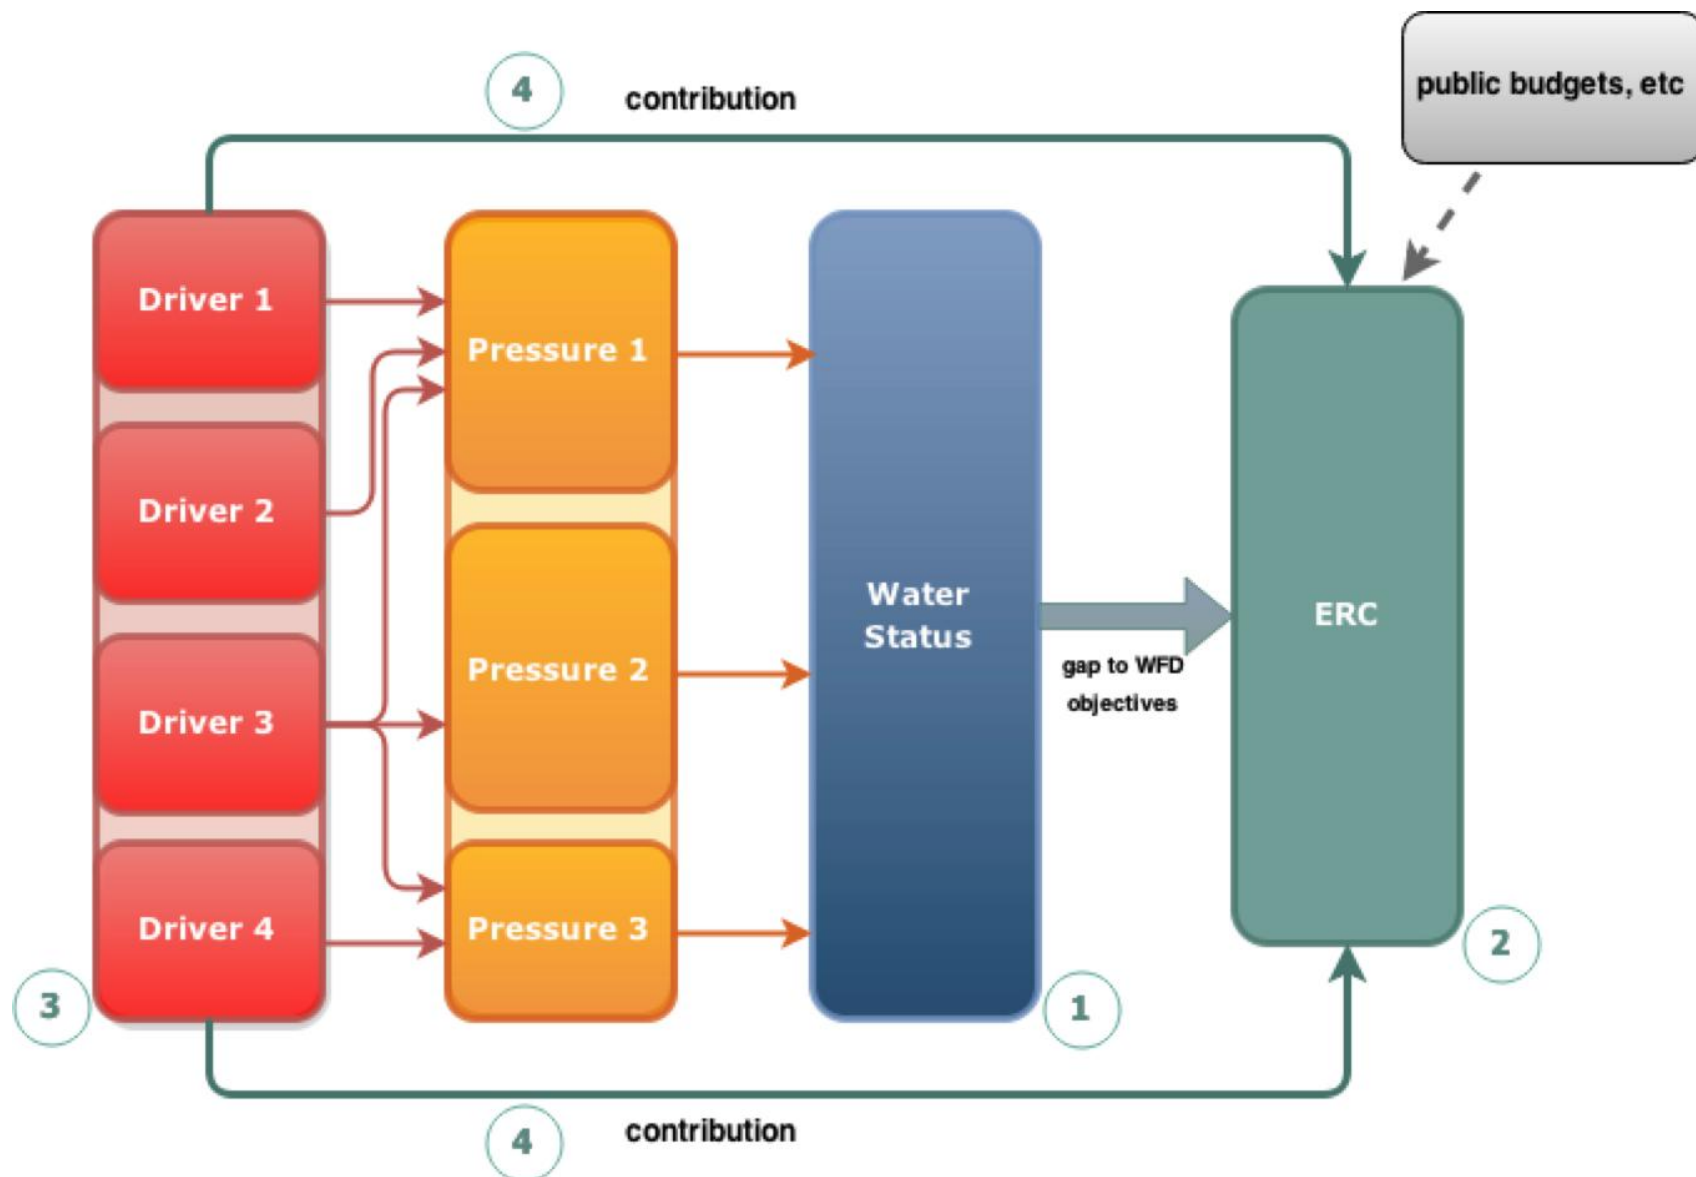 4
contribution
public budgets, etc
Driver 1
Pressure 1
Driver 2
Water
Status
ERC
Pressure 2
gap to WFD
objectives
Driver 3
Driver 4
Pressure 3
2
3
1
4
contribution